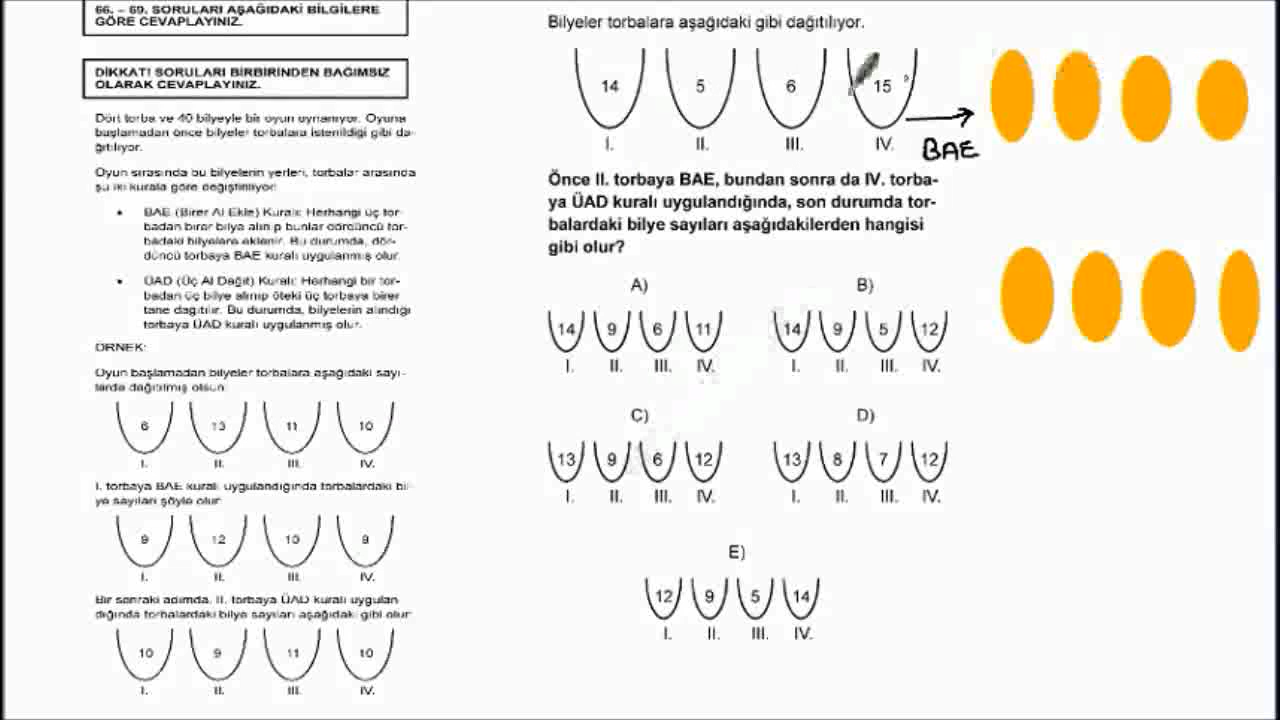 66. – 69. SORULARI AŞAĞIDAKİ BİLGİLERE
GÖRE CEVAPLAYINIZ.
DİKKAT! SORULARI BİRBİRİNDEN BAĞIMSIZ
OLARAK CEVAPLAYINIZ.
Dört torba ve 40 bilyeyle bir oyun oynanıyor. Oyuna
başlamadan önce bilyeler torbalara istenildiği gibi da-
ğıtılıyor.
Oyun sırasında bu bilyelerin yerleri, torbalar arasında
şu iki kurala göre değiştiriliyor:
• BAE (Birer Al Ekle) Kuralı: Herhangi üç tor-
badan birer bilye alınıp bunlar dördüncü tor-
badaki bilyelere eklenir. Bu durumda, dör-
düncü torbaya BAE kuralı uygulanmış olur.
• ÜAD (Üç Al Dağıt) Kuralı: Herhangi bir tor-
badan üç bilye alınıp öteki üç torbaya birer
tane dağıtılır. Bu durumda, bilyelerin alındığı
torbaya ÜAD kuralı uygulanmış olur.
ÖRNEK:
Oyun başlamadan bilyeler torbalara aşağıdaki sayı-
larda dağıtılmış olsun:
6 13 11 10
I. II. III. IV.
I. torbaya BAE kuralı uygulandığında torbalardaki bil-
ye sayıları şöyle olur:
9 12 10 9
I. II. III. IV.
Bir sonraki adımda, II. torbaya ÜAD kuralı uygulan
dığında torbalardaki bilye sayıları aşağıdaki gibi olur:
10 9 11 10
I. II. III. IV.
Bilyeler torbalara aşağıdaki gibi dağıtılıyor.
14 5 6 15
I. II. III. IV.
BAE
Önce II. torbaya BAE, bundan sonra da IV. torba-
ya ÜAD kuralı uygulandığında, son durumda tor-
balardaki bilye sayıları aşağıdakilerden hangisi
gibi olur?
A) B)
14 9 6 11 14 9 5 12
I. II. III. IV. I. II. III. IV.
C) D)
13 9 6 12 13 8 7 12
I. II. III. IV. I. II. III. IV.
E)
12 9 5 14
I. II. III. IV.